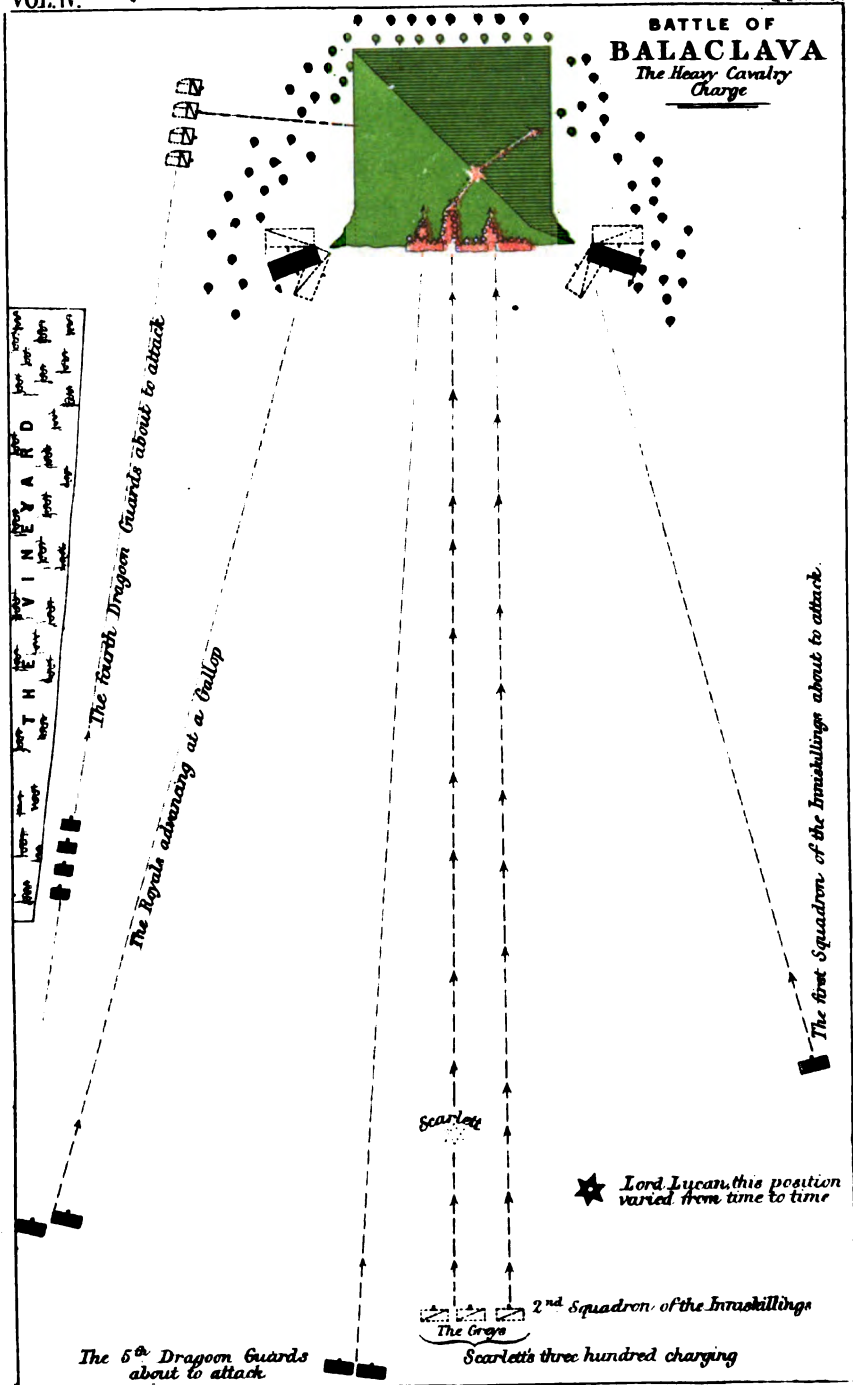 VOL. IV.
BATTLE OF
BALACLAVA
The Heavy Cavalry
Charge
THE VINEYARD
The fourth Dragoon Guards about to attack
The Royals advancing at a Gallop
The first Squadron of the Inniskillings about to attack.
Scarlett
Lord Lucan, this position
varied from time to time
2nd Squadron of the Inniskillings
The Greys
Scarlett's three hundred charging
The 5th Dragoon Guards
about to attack